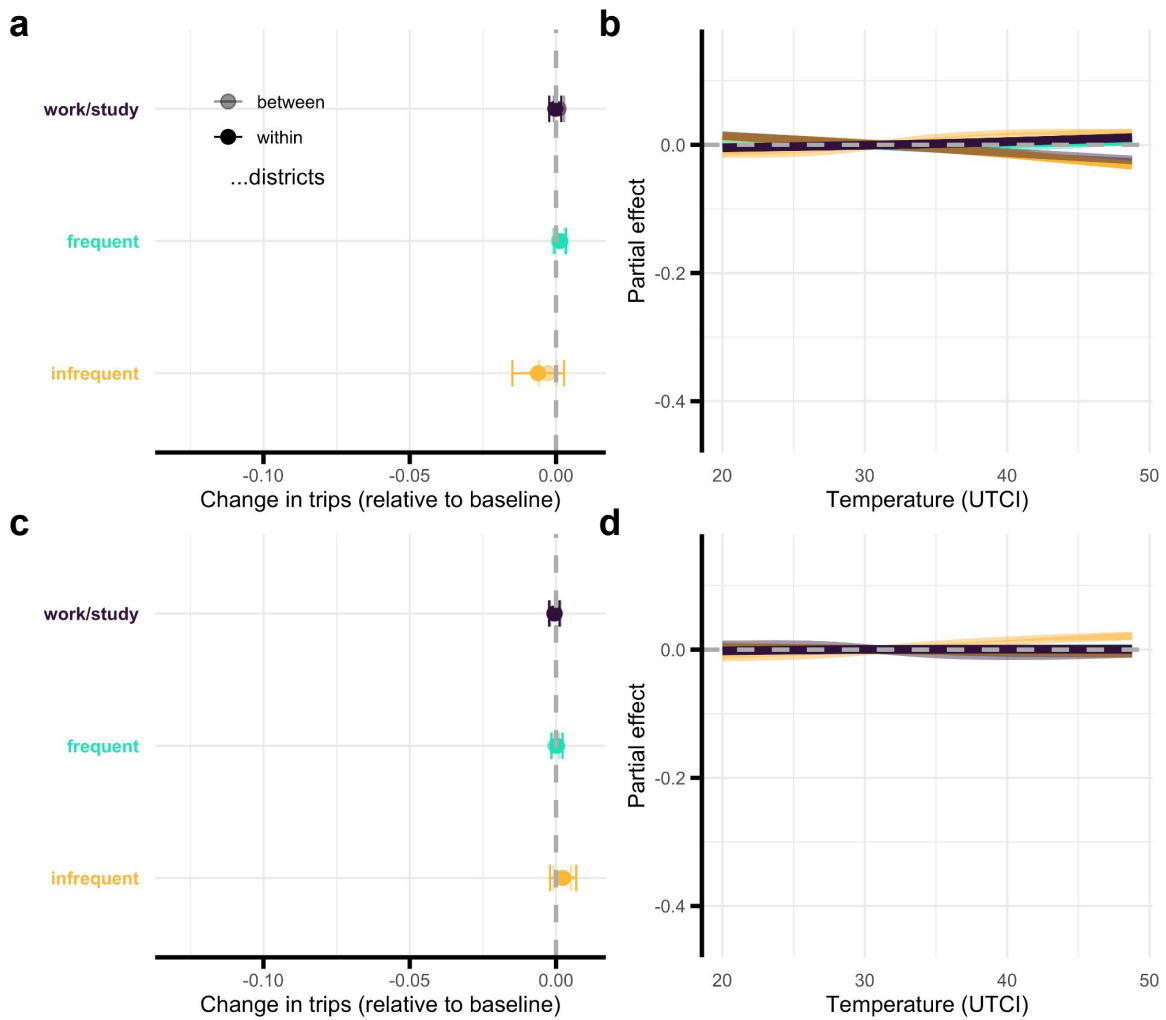 a
work/study
between
within
...districts
frequent
infrequent
-0.10
-0.05
0.00
Change in trips (relative to baseline)
b
Partial effect
0.0
-0.2
-0.4
20
30
40
50
Temperature (UTCI)
c
work/study
frequent
infrequent
-0.10
-0.05
0.00
Change in trips (relative to baseline)
d
Partial effect
0.0
-0.2
-0.4
20
30
40
50
Temperature (UTCI)